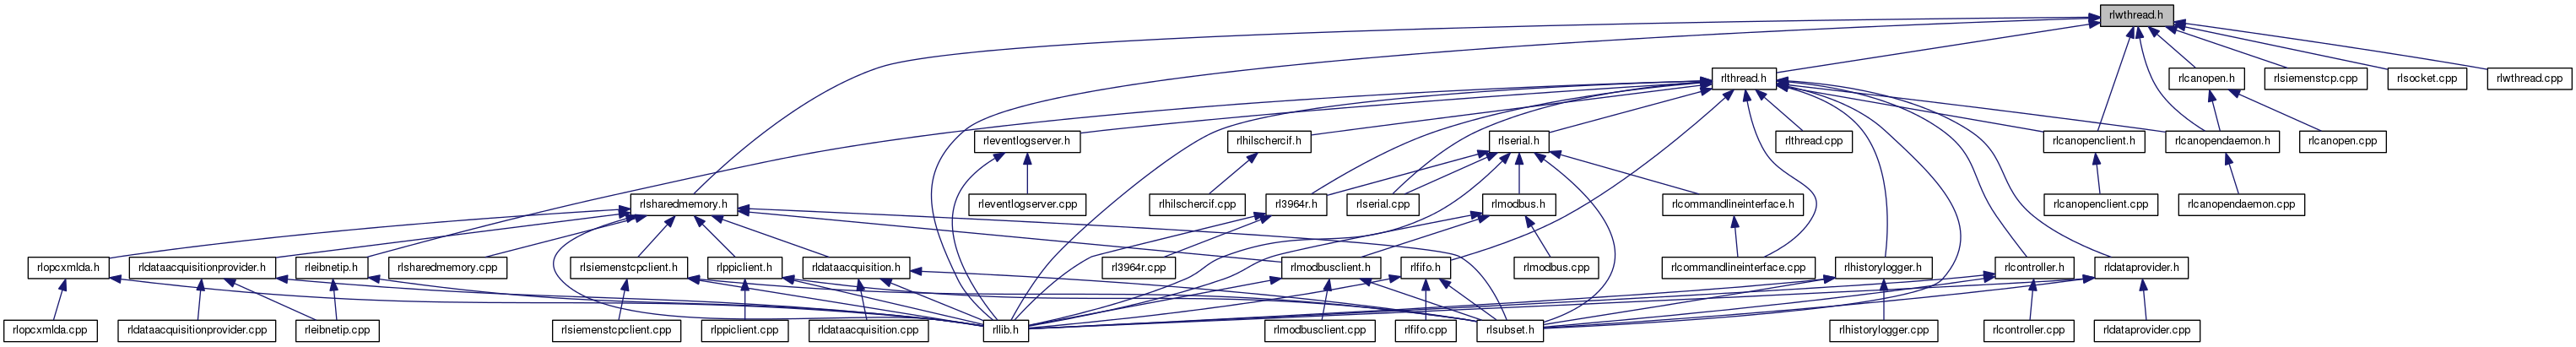 rlwthread.h
rlthread.h
rlcanopen.h
rlsiemenstcp.cpp
rlsocket.cpp
rlwthread.cpp
rleventlogserver.h
rlhilschercif.h
rlserial.h
rlthread.cpp
rlcanopenclient.h
rlcanopendaemon.h
rlcanopen.cpp
rlsharedmemory.h
rleventlogserver.cpp
rlhilschercif.cpp
rl3964r.h
rlserial.cpp
rlmodbus.h
rlcommandlineinterface.h
rlcanopenclient.cpp
rlcanopendaemon.cpp
rlopcxmlda.h
rldataacquisitionprovider.h
rleibnetip.h
rlsharedmemory.cpp
rlsiemenstcpclient.h
rlppiclient.h
rldataacquisition.h
rl3964r.cpp
rlmodbusclient.h
rlfifo.h
rlmodbus.cpp
rlcommandlineinterface.cpp
rlhistorylogger.h
rlcontroller.h
rldataprovider.h
rlopcxmlda.cpp
rldataacquisitionprovider.cpp
rleibnetip.cpp
rlsiemenstcpclient.cpp
rlppiclient.cpp
rldataacquisition.cpp
rllib.h
rlmodbusclient.cpp
rlfifo.cpp
rlsubset.h
rlhistorylogger.cpp
rlcontroller.cpp
rldataprovider.cpp